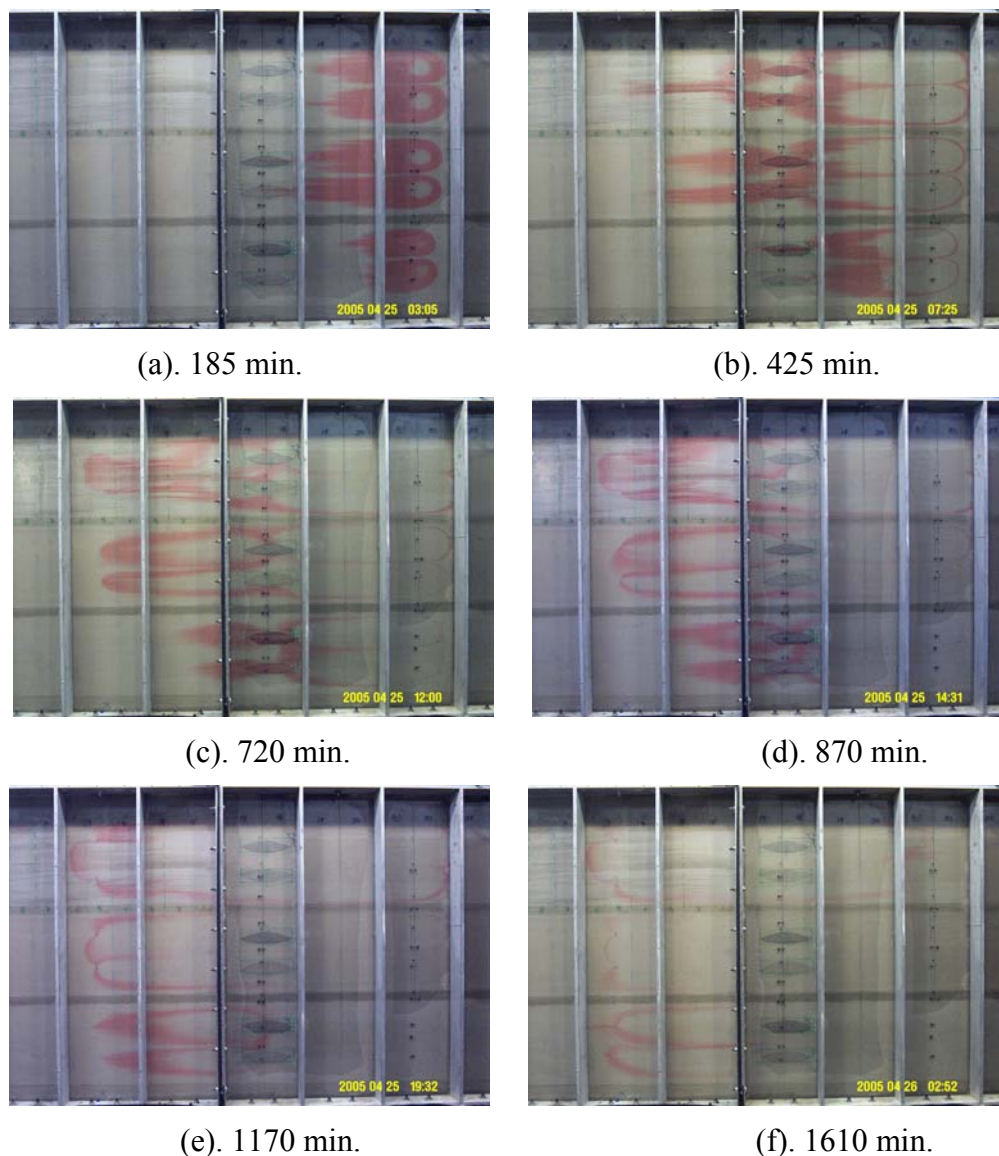 2005 04 25 03:05
2005 04 25 07:25
(a). 185 min.
(b). 425 min.
2005 04 25 12:00
2005 04 25 14:31
(c). 720 min.
(d). 870 min.
2005 04 25 19:32
2005 04 26 02:52
(e). 1170 min.
(f). 1610 min.